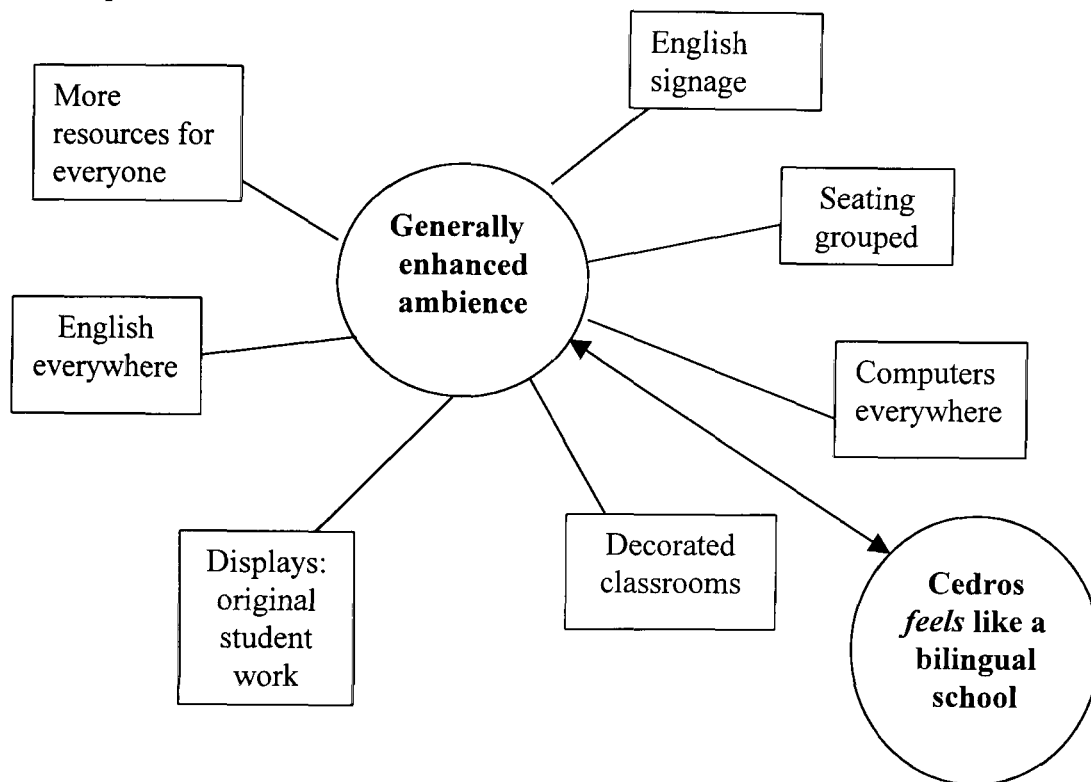 English
signage
More
resources for
everyone
Generally
enhanced
ambience
Seating
grouped
English
everywhere
Computers
everywhere
Displays:
original
student
work
Decorated
classrooms
Cedros
feels like a
bilingual
school